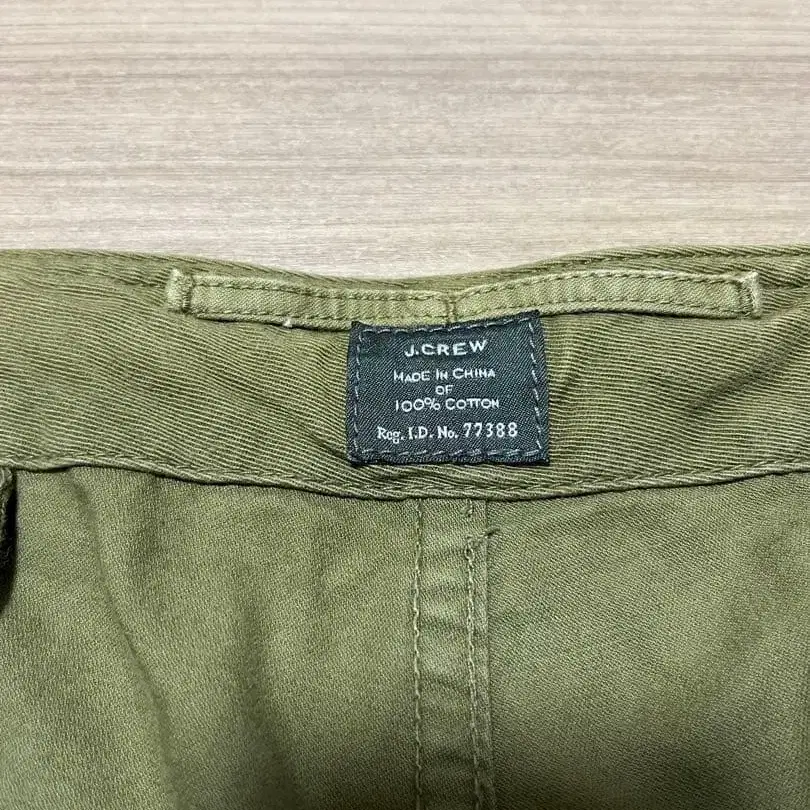 J.CREW
MADE IN CHINA
OF
100% COTTON
Reg. I.D. No. 77388